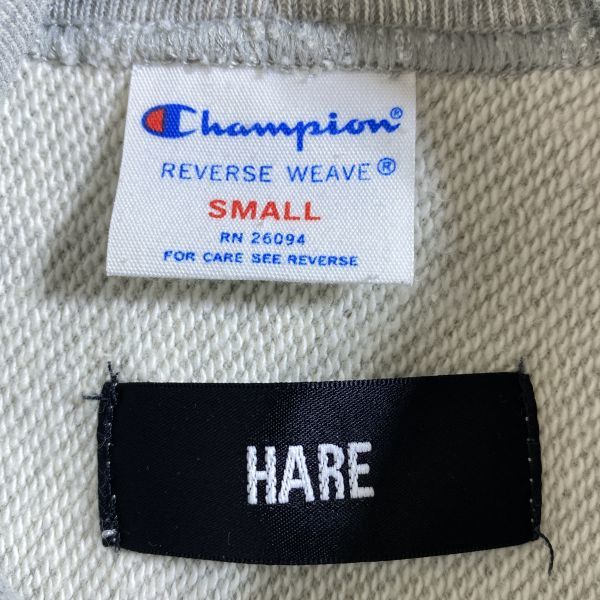 Champion®
REVERSE WEAVE®
SMALL
RN 26094
FOR CARE SEE REVERSE
HARE